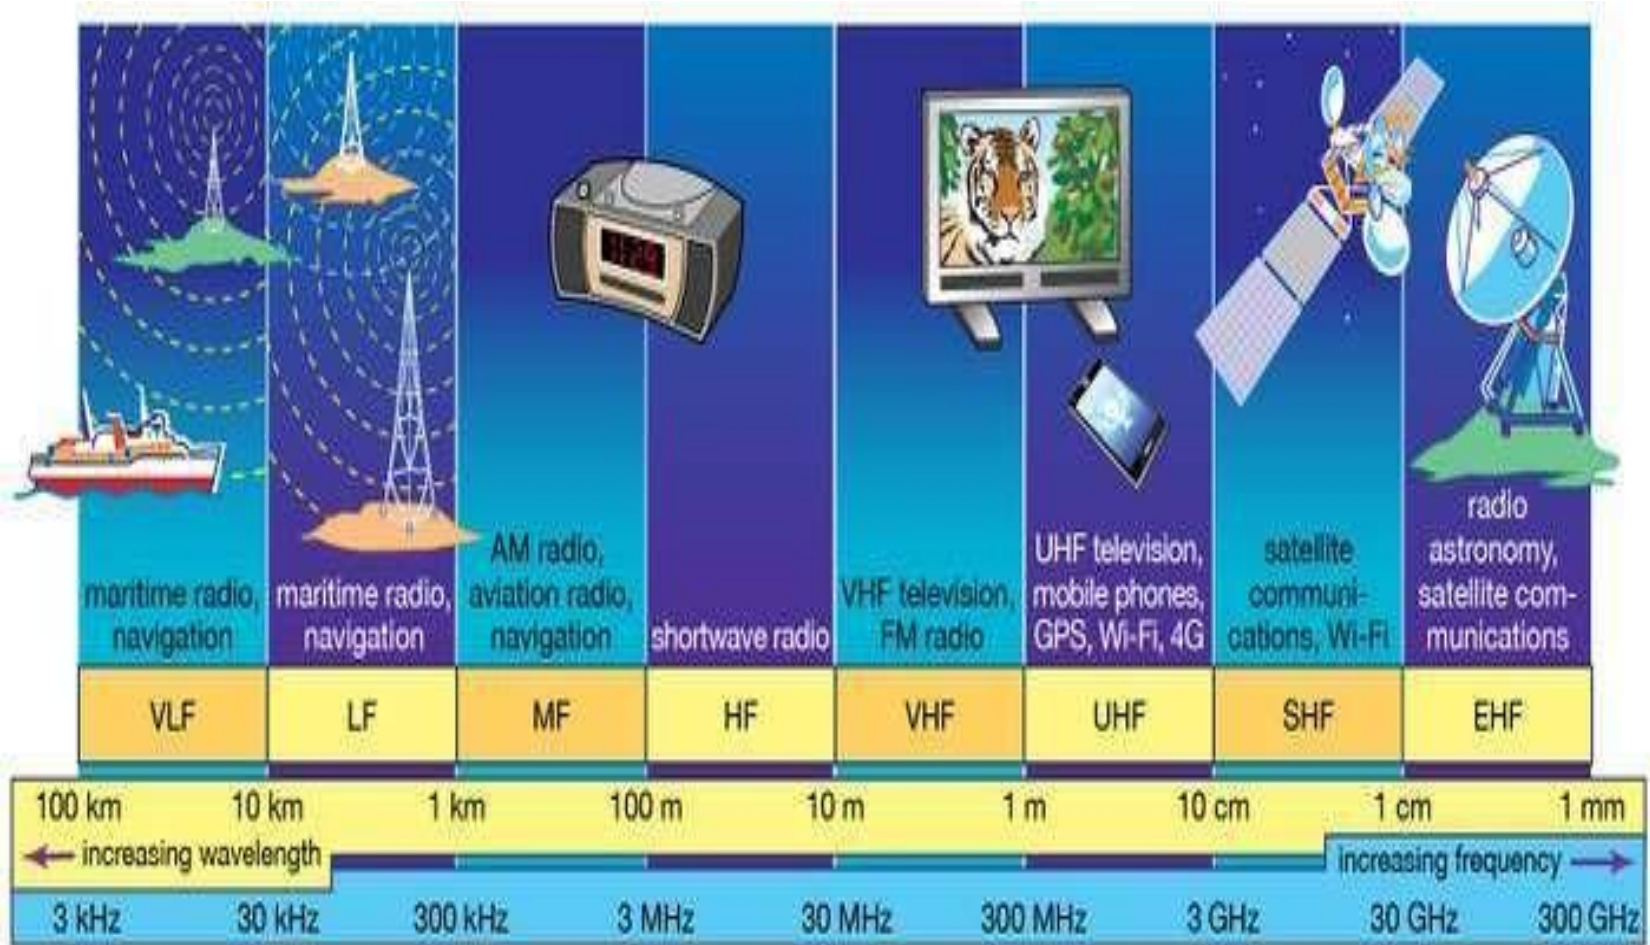 maritime radio,
navigation
maritime radio,
navigation
AM radio,
aviation radio,
navigation
shortwave radio
VHF television,
FM radio
UHF television,
mobile phones,
GPS, Wi-Fi, 4G
satellite
communi-
cations, Wi-Fi
radio
astronomy,
satellite com-
munications
VLF LF MF HF VHF UHF SHF EHF
100 km 10 km 1 km 100 m 10 m 1 m 10 cm 1 cm 1 mm
increasing wavelength increasing frequency
3 kHz 30 kHz 300 kHz 3 MHz 30 MHz 300 MHz 3 GHz 30 GHz 300 GHz